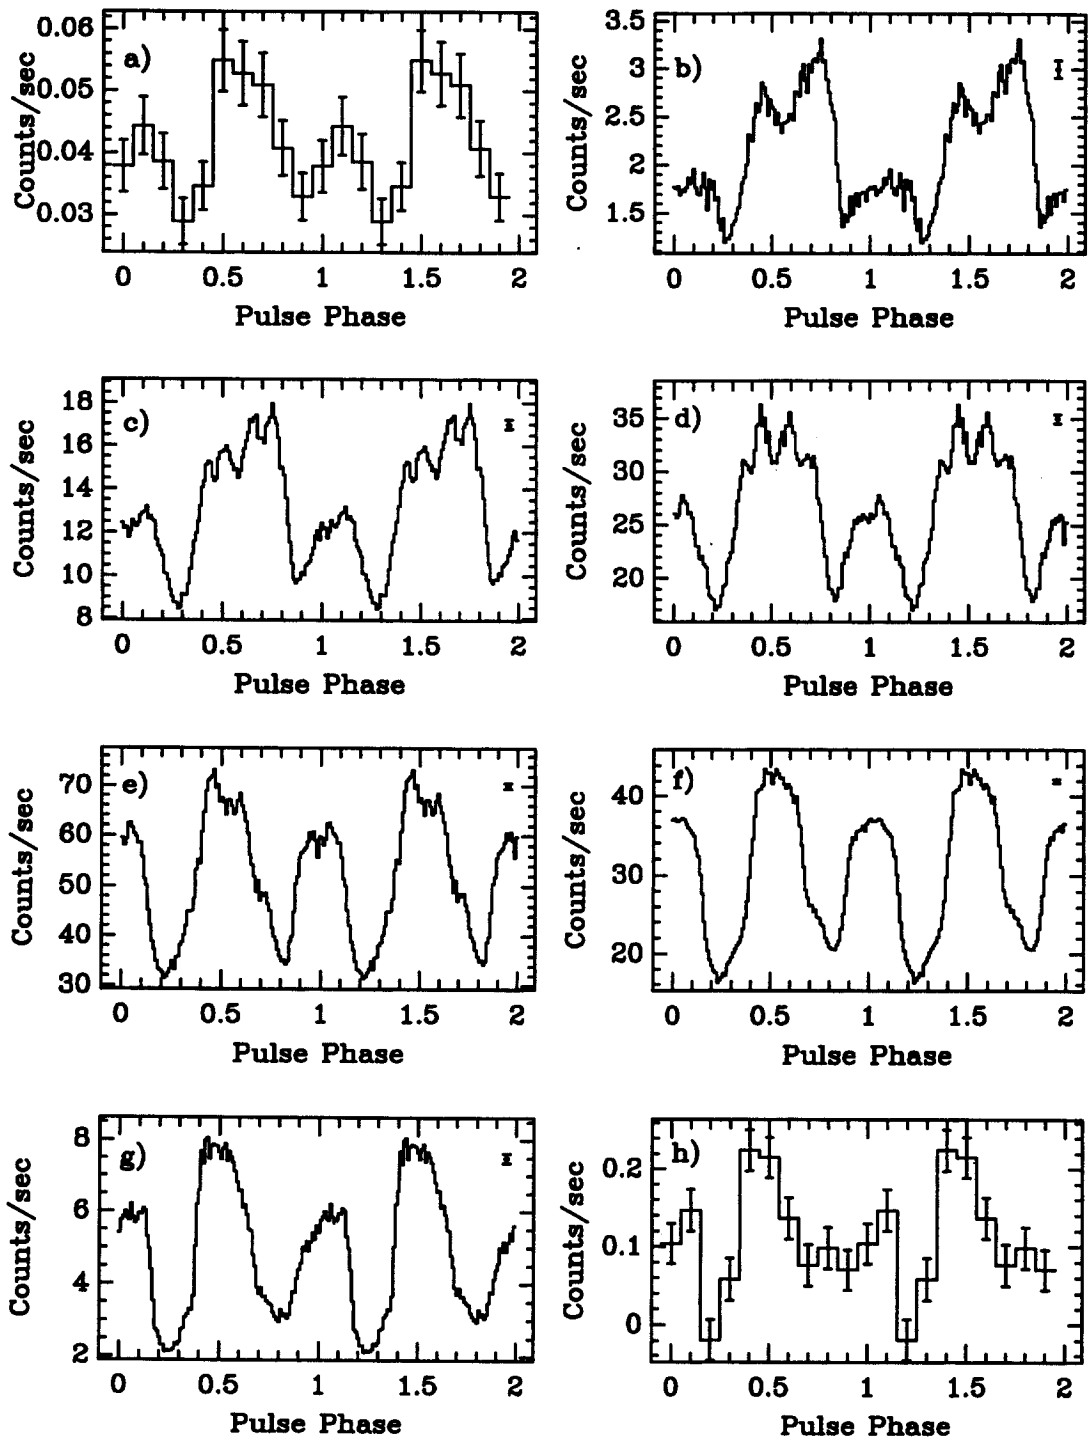 a)
Counts/sec
0.06
0.05
0.04
0.03
0 0.5 1 1.5 2
Pulse Phase
b)
Counts/sec
3.5
3
2.5
2
1.5
0 0.5 1 1.5 2
Pulse Phase
c)
Counts/sec
18
16
14
12
10
8
0 0.5 1 1.5 2
Pulse Phase
d)
Counts/sec
35
30
25
20
0 0.5 1 1.5 2
Pulse Phase
e)
Counts/sec
70
60
50
40
30
0 0.5 1 1.5 2
Pulse Phase
f)
Counts/sec
40
30
20
0 0.5 1 1.5 2
Pulse Phase
g)
Counts/sec
8
6
4
2
0 0.5 1 1.5 2
Pulse Phase
h)
Counts/sec
0.2
0.1
0
0 0.5 1 1.5 2
Pulse Phase